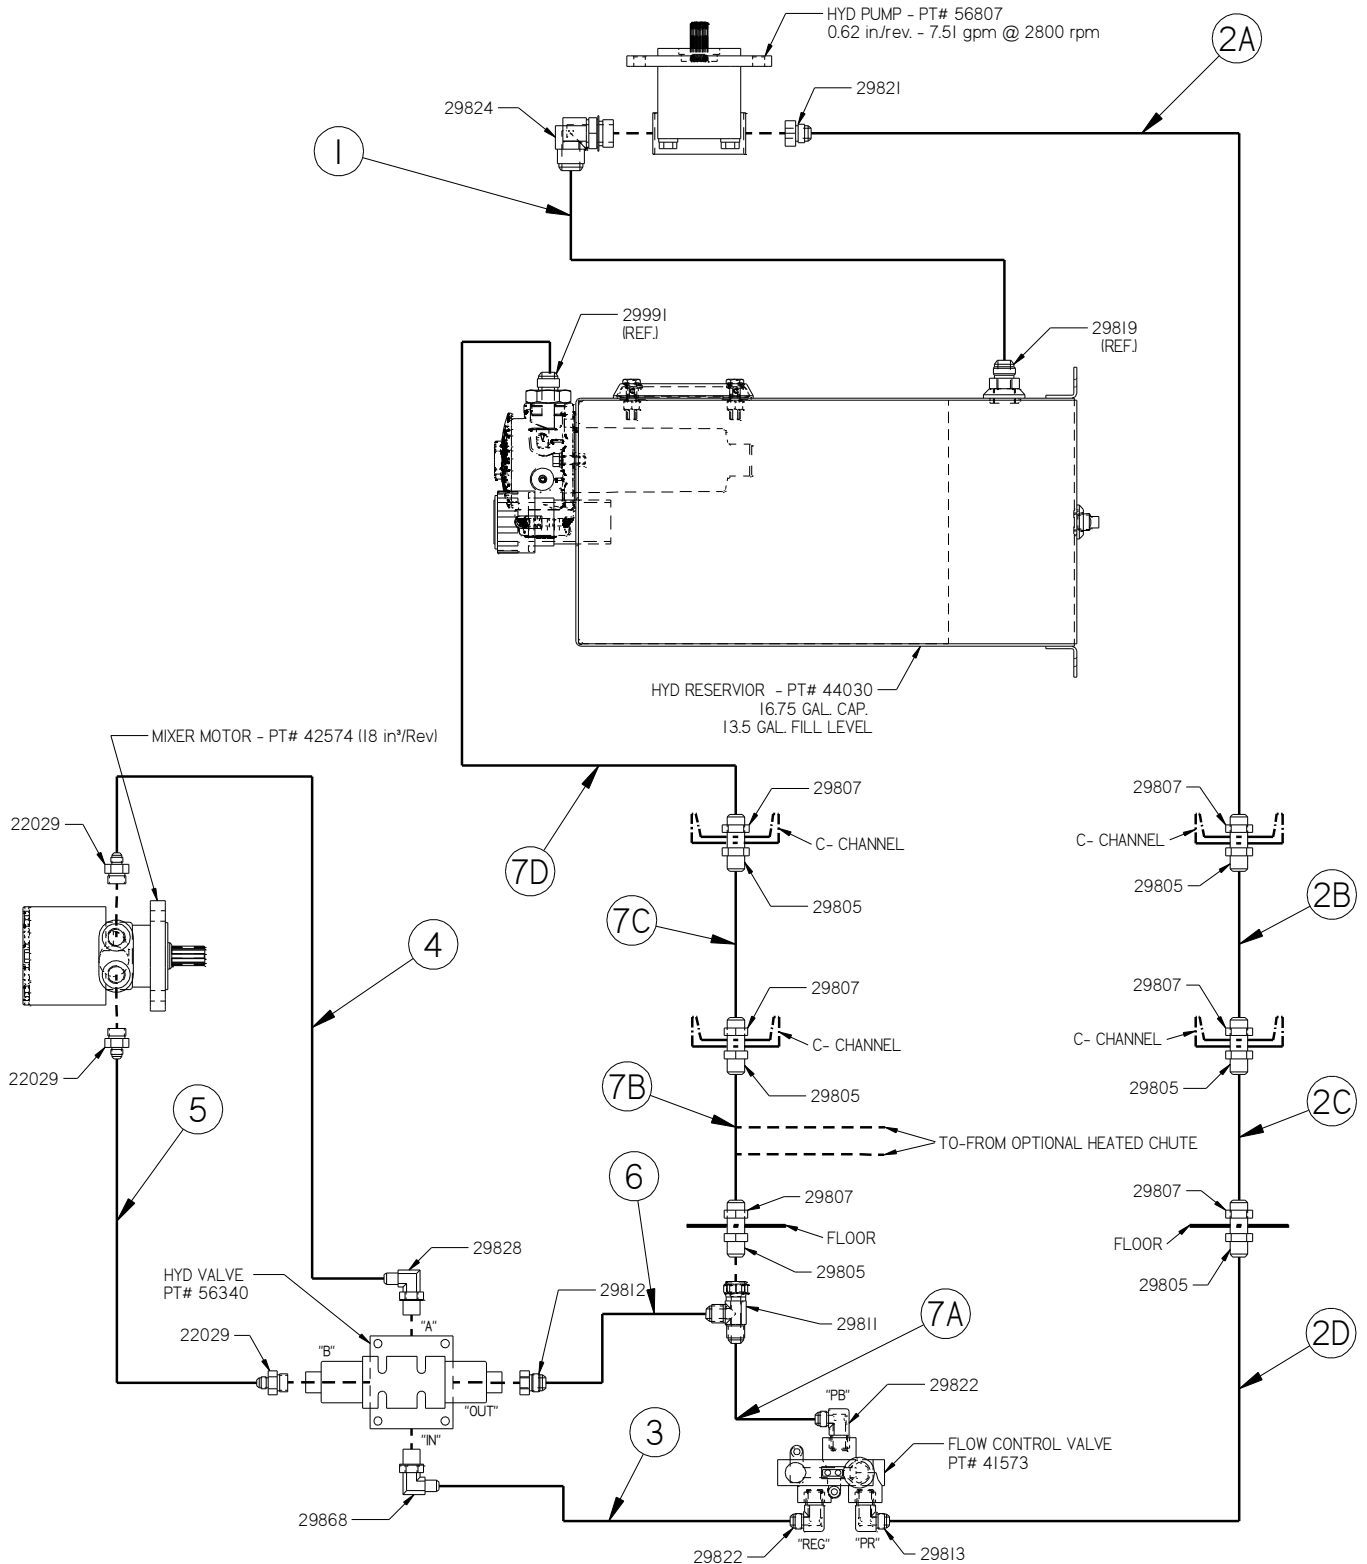 HYD PUMP - PT# 56807
0.62 in./rev. - 7.51 gpm @ 2800 rpm
2A
29821
29824
1
29991
(REF.)
29819
(REF.)
HYD RESERVIOR - PT# 44030
16.75 GAL. CAP.
13.5 GAL. FILL LEVEL
MIXER MOTOR - PT# 42574 (18 in³/Rev)
29807
29807
22029
C- CHANNEL
C- CHANNEL
7D
29805
29805
7C
2B
4
29807
29807
C- CHANNEL
C- CHANNEL
22029
7B
29805
29805
5
2C
TO-FROM OPTIONAL HEATED CHUTE
6
29807
29807
FLOOR
FLOOR
29828
HYD VALVE
PT# 56340
29805
29805
29812
"A"
29811
7A
22029
"B"
2D
"OUT"
"PB"
29822
"IN"
3
FLOW CONTROL VALVE
PT# 41573
29868
29822
"REG"
"PR"
29813